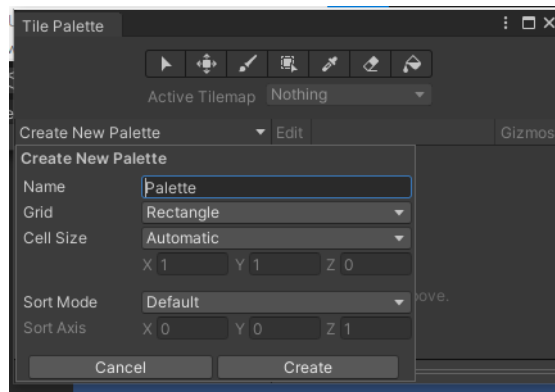 Tile Palette
Active Tilemap Nothing
Create New Palette Edit Gizmos
Create New Palette
Name Palette
Grid Rectangle
Cell Size Automatic
X 1 Y 1 Z 0
ove.
Sort Mode Default
Sort Axis X 0 Y 0 Z 1
Cancel Create